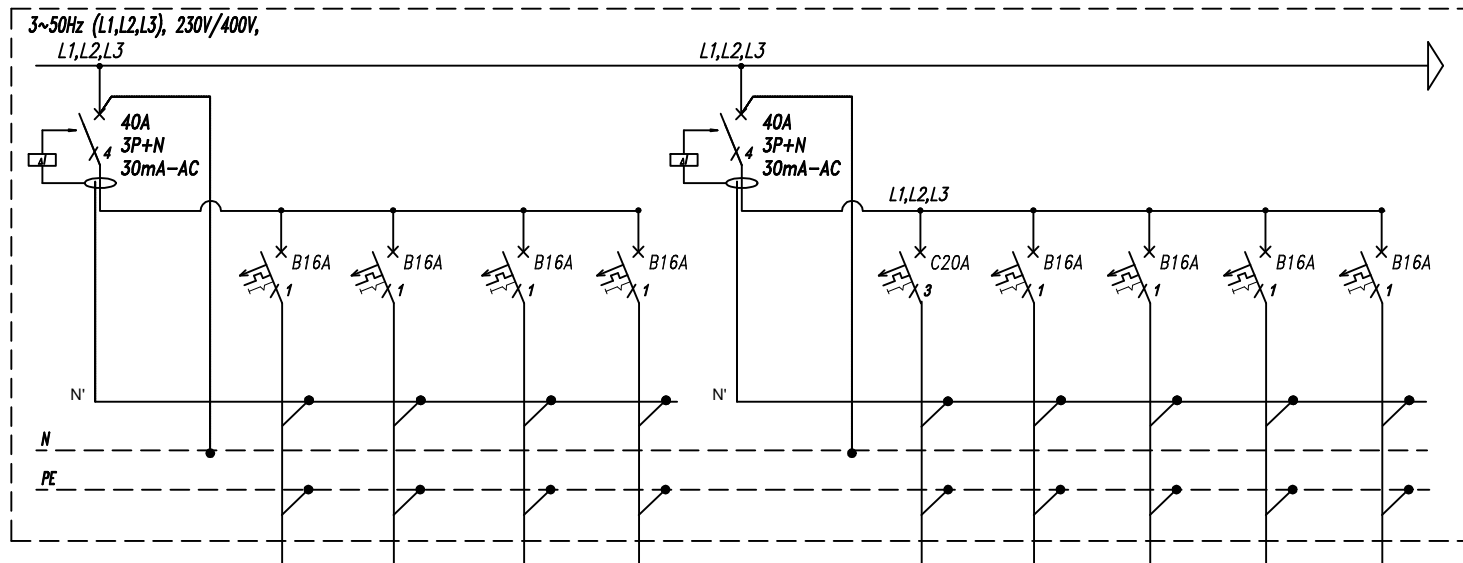 3~50Hz (L1,L2,L3), 230V/400V,
L1,L2,L3
L1,L2,L3
40A
3P+N
30mA-AC
4
40A
3P+N
30mA-AC
4
L1,L2,L3
B16A
B16A
B16A
B16A
C20A
B16A
B16A
B16A
B16A
1
1
1
1
3
1
1
1
1
N'
N'
N
PE